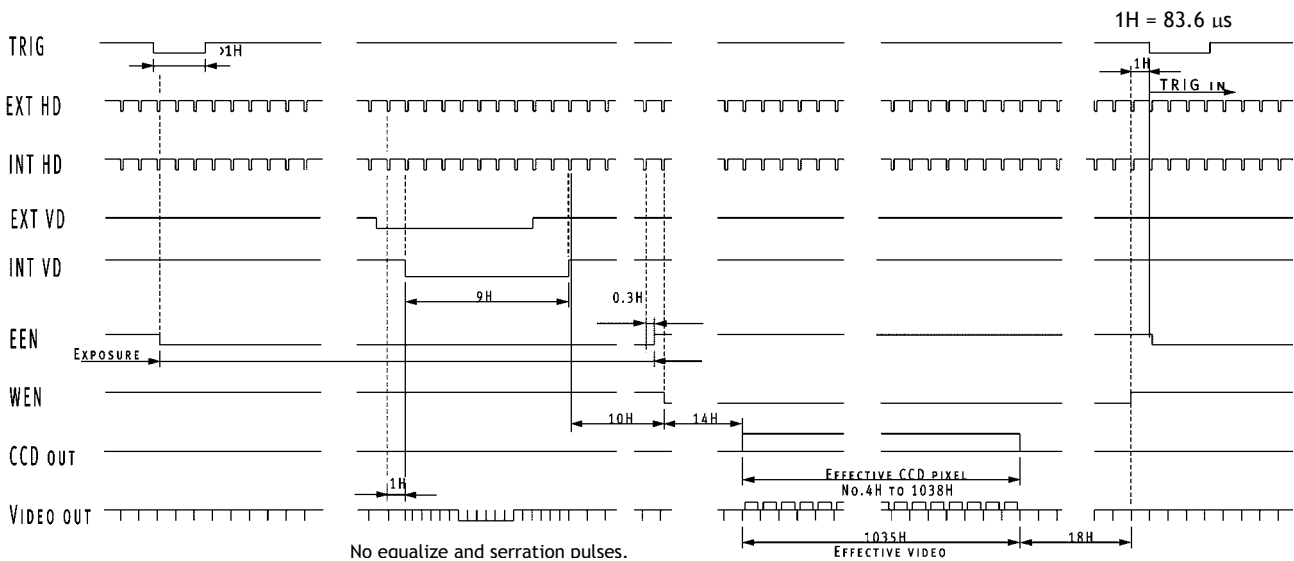 1H = 83.6 µs
TRIG
>1H
1H
TRIG IN
EXT HD
INT HD
EXT VD
INT VD
9H
0.3H
EEN
EXPOSURE
WEN
10H
14H
CCD OUT
EFFECTIVE CCD PIXEL
1H
NO.4H TO 1038H
VIDEO OUT
1035H
18H
EFFECTIVE VIDEO
No equalize and serration pulses.